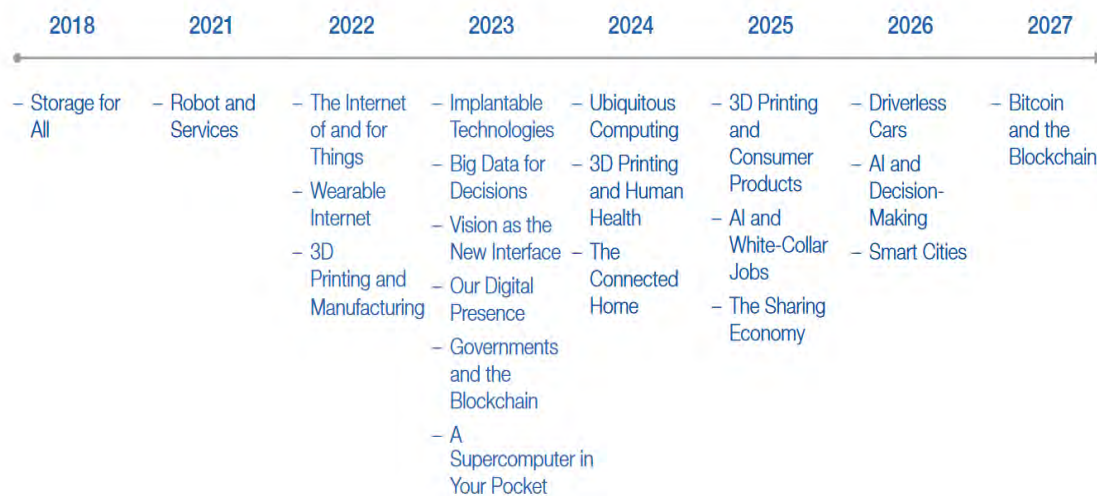 2018
2021
2022
2023
2024
2025
2026
2027
– Storage for
All
– Robot and
Services
– The Internet
of and for
Things
– Wearable
Internet
– 3D
Printing and
Manufacturing
– Implantable
Technologies
– Big Data for
Decisions
– Vision as the
New Interface
– Our Digital
Presence
– Governments
and the
Blockchain
– A
Supercomputer in
Your Pocket
– Ubiquitous
Computing
– 3D Printing
and Human
Health
– The
Connected
Home
– 3D Printing
and
Consumer
Products
– AI and
White-Collar
Jobs
– The Sharing
Economy
– Driverless
Cars
– AI and
Decision-
Making
– Smart Cities
– Bitcoin
and the
Blockchain